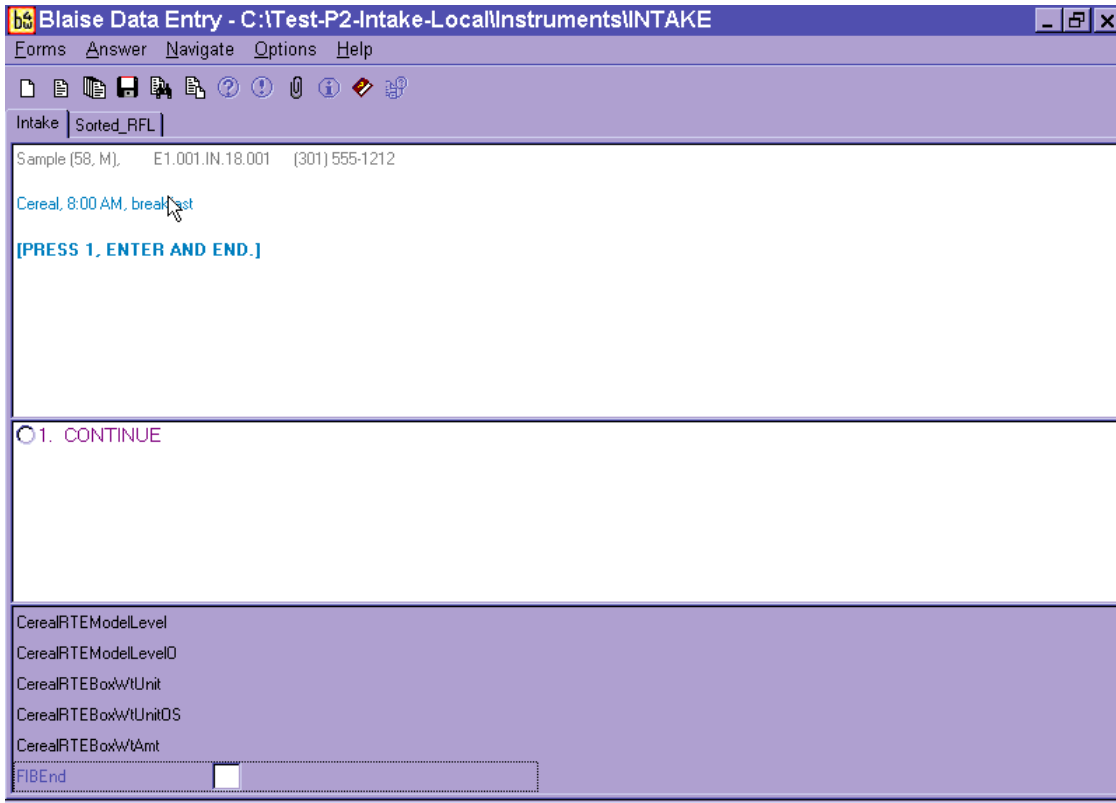 Blaise Data Entry - C:\Test-P2-Intake-Local\Instruments\INTAKE
Forms Answer Navigate Options Help
Intake Sorted_RFL
Sample (58, M), E1.001.IN.18.001 (301) 555-1212
Cereal, 8:00 AM, breakfast
[PRESS 1, ENTER AND END.]
1. CONTINUE
CerealRTEModelLevel
CerealRTEModelLevelO
CerealRTEBoxWtUnit
CerealRTEBoxWtUnitOS
CerealRTEBoxWtAmt
FIBEnd